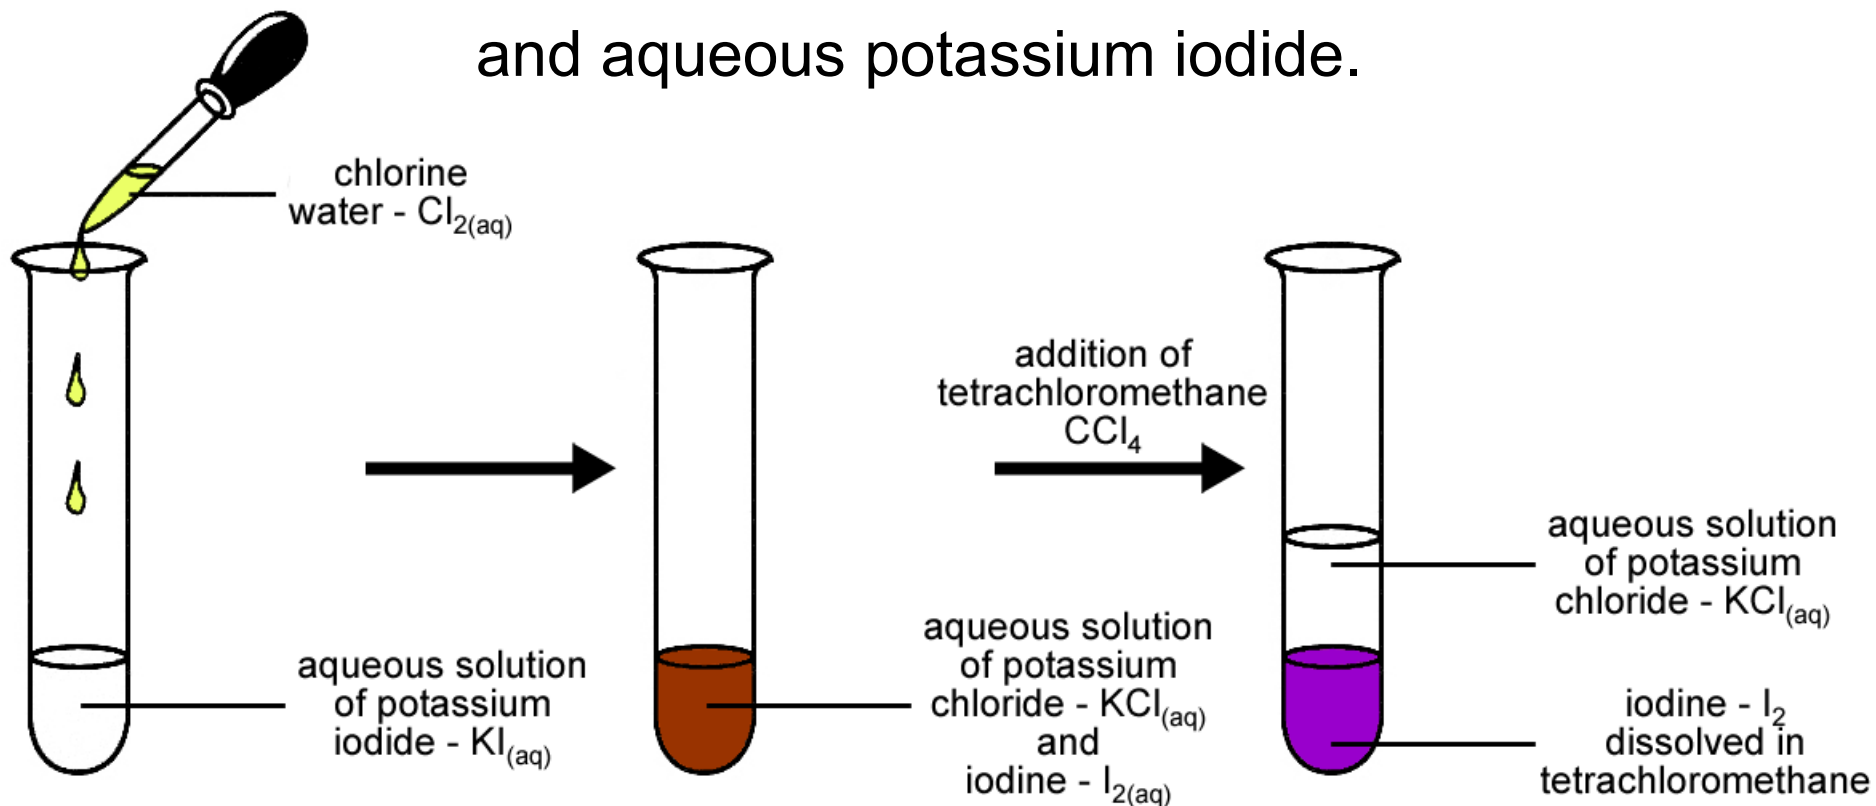 and aqueous potassium iodide.
chlorine
water - Cl2(aq)
aqueous solution
of potassium
iodide - KI(aq)
aqueous solution
of potassium
chloride - KCl(aq)
and
iodine - I2(aq)
addition of
tetrachloromethane
CCl4
aqueous solution
of potassium
chloride - KCl(aq)
iodine - I2
dissolved in
tetrachloromethane